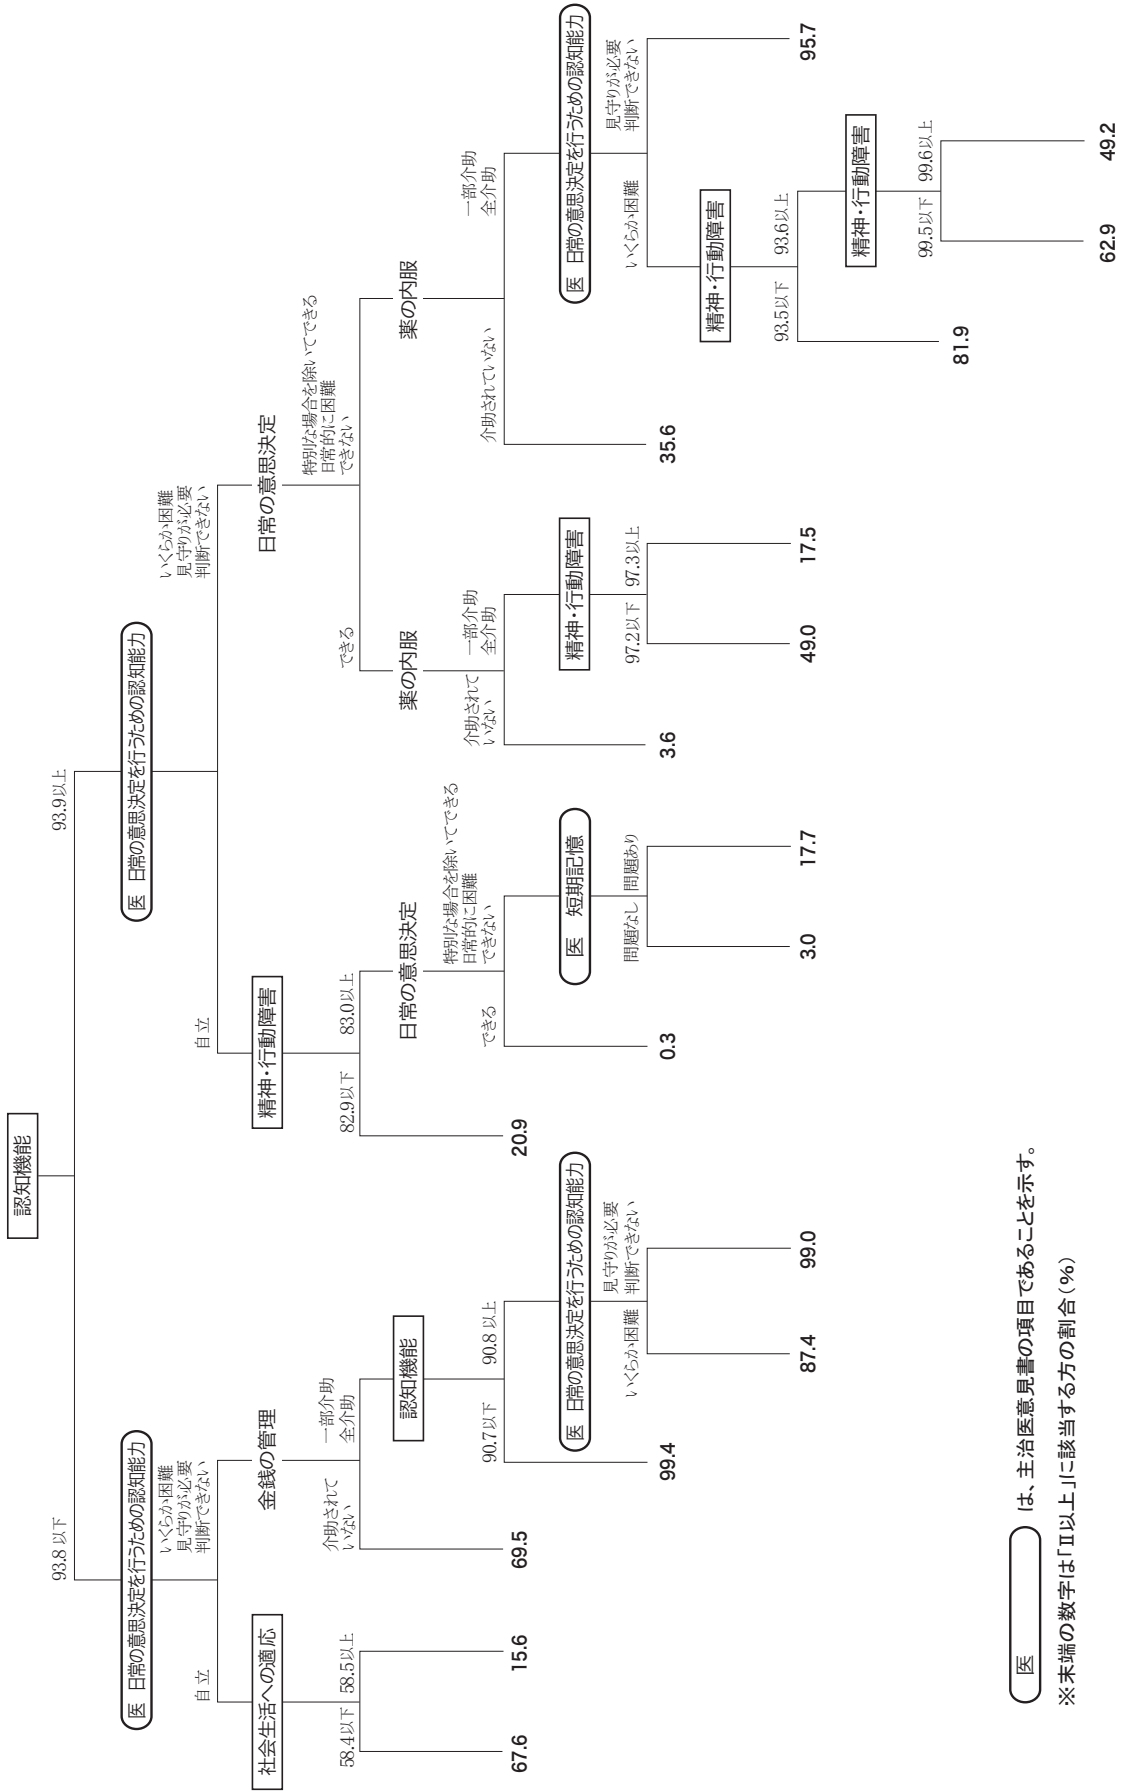 認知機能
93.8以下
93.9以上
医 日常の意思決定を行うための認知能力
医 日常の意思決定を行うための認知能力
自立
いくらか困難
見守りが必要
判断できない
自立
いくらか困難
見守りが必要
判断できない
社会生活への適応
金銭の管理
精神・行動障害
日常の意思決定
58.4以下
58.5以上
介助されて
いない
一部介助
全介助
82.9以下
83.0以上
できる
特別な場合を除いてできる
日常的に困難
できない
67.6
15.6
69.5
認知機能
20.9
日常の意思決定
薬の内服
薬の内服
90.7以下
90.8以上
できる
特別な場合を除いてできる
日常的に困難
できない
介助されて
いない
一部介助
全介助
介助されていない
一部介助
全介助
99.4
医 日常の意思決定を行うための認知能力
0.3
医 短期記憶
3.6
精神・行動障害
35.6
医 日常の意思決定を行うための認知能力
いくらか困難
見守りが必要
判断できない
問題なし
問題あり
97.2以下
97.3以上
いくらか困難
見守りが必要
判断できない
87.4
99.0
3.0
17.7
49.0
17.5
精神・行動障害
95.7
93.5以下
93.6以上
81.9
精神・行動障害
99.5以下
99.6以上
62.9
49.2
医 は、主治医意見書の項目であることを示す。
※末端の数字は「Ⅱ以上」に該当する方の割合(%)